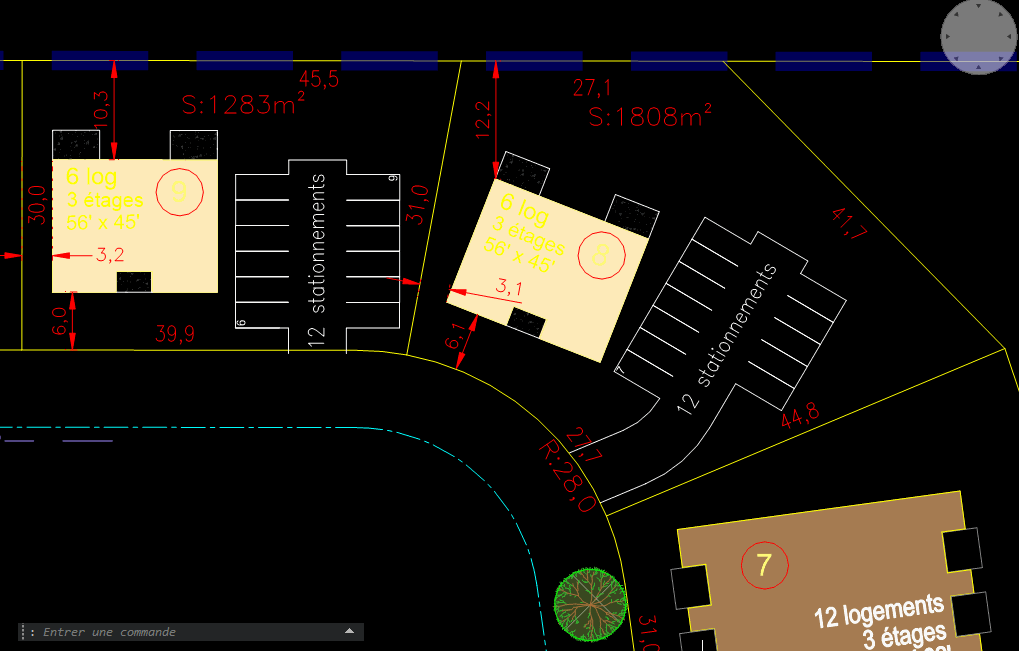 45,5
27,1
10,3
S:1283m²
12,2
S:1808m²
6 log
3 étages
56' x 45'
9
30,0
3,2
6,0
39,9
12 stationnements
9
6
31,0
6 log
3 étages
56' x 45'
8
3,1
6,1
12 stationnements
7
41,7
44,8
27,7
R:28,0
7
12 logements
3 étages
31,0
: Entrer une commande